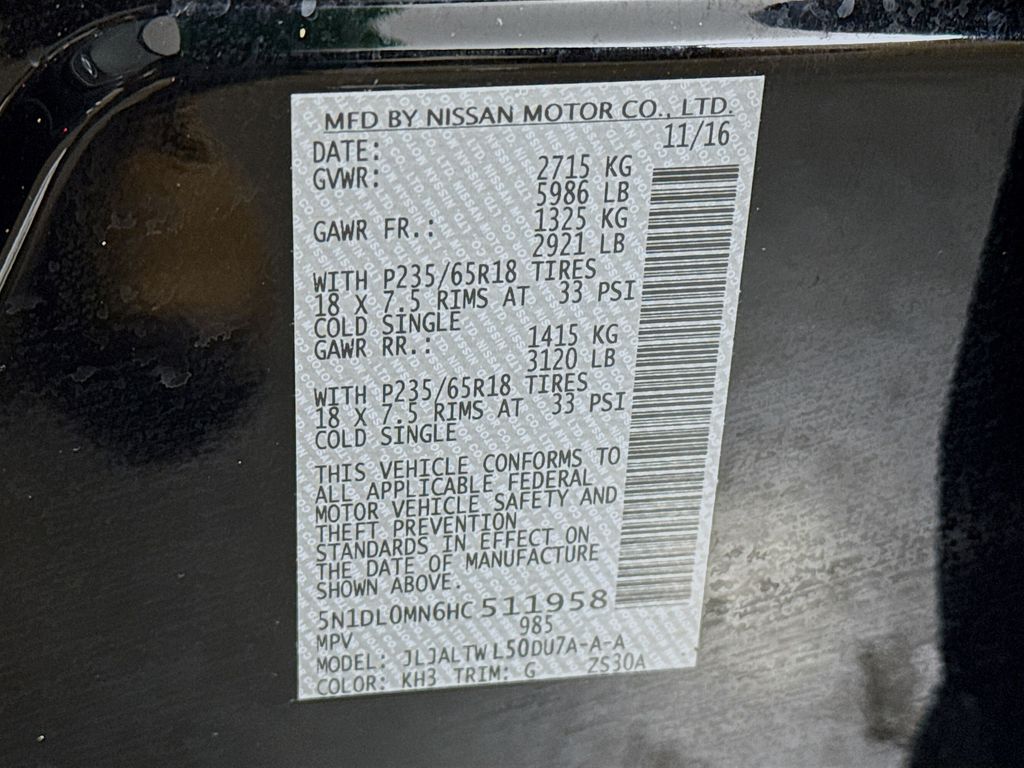 MFD BY NISSAN MOTOR CO., LTD.
DATE: 11/16
GVWR: 2715 KG
5986 LB
GAWR FR.: 1325 KG
2921 LB
WITH P235/65R18 TIRES
18 X 7.5 RIMS AT 33 PSI
COLD SINGLE
GAWR RR.: 1415 KG
3120 LB
WITH P235/65R18 TIRES
18 X 7.5 RIMS AT 33 PSI
COLD SINGLE
THIS VEHICLE CONFORMS TO
ALL APPLICABLE FEDERAL
MOTOR VEHICLE SAFETY AND
THEFT PREVENTION
STANDARDS IN EFFECT ON
THE DATE OF MANUFACTURE
SHOWN ABOVE.
5N1DL0MN6HC 511958
985
MPV
MODEL: JLJALTW L50DU7A-A-A
COLOR: KH3 TRIM: G ZS30A